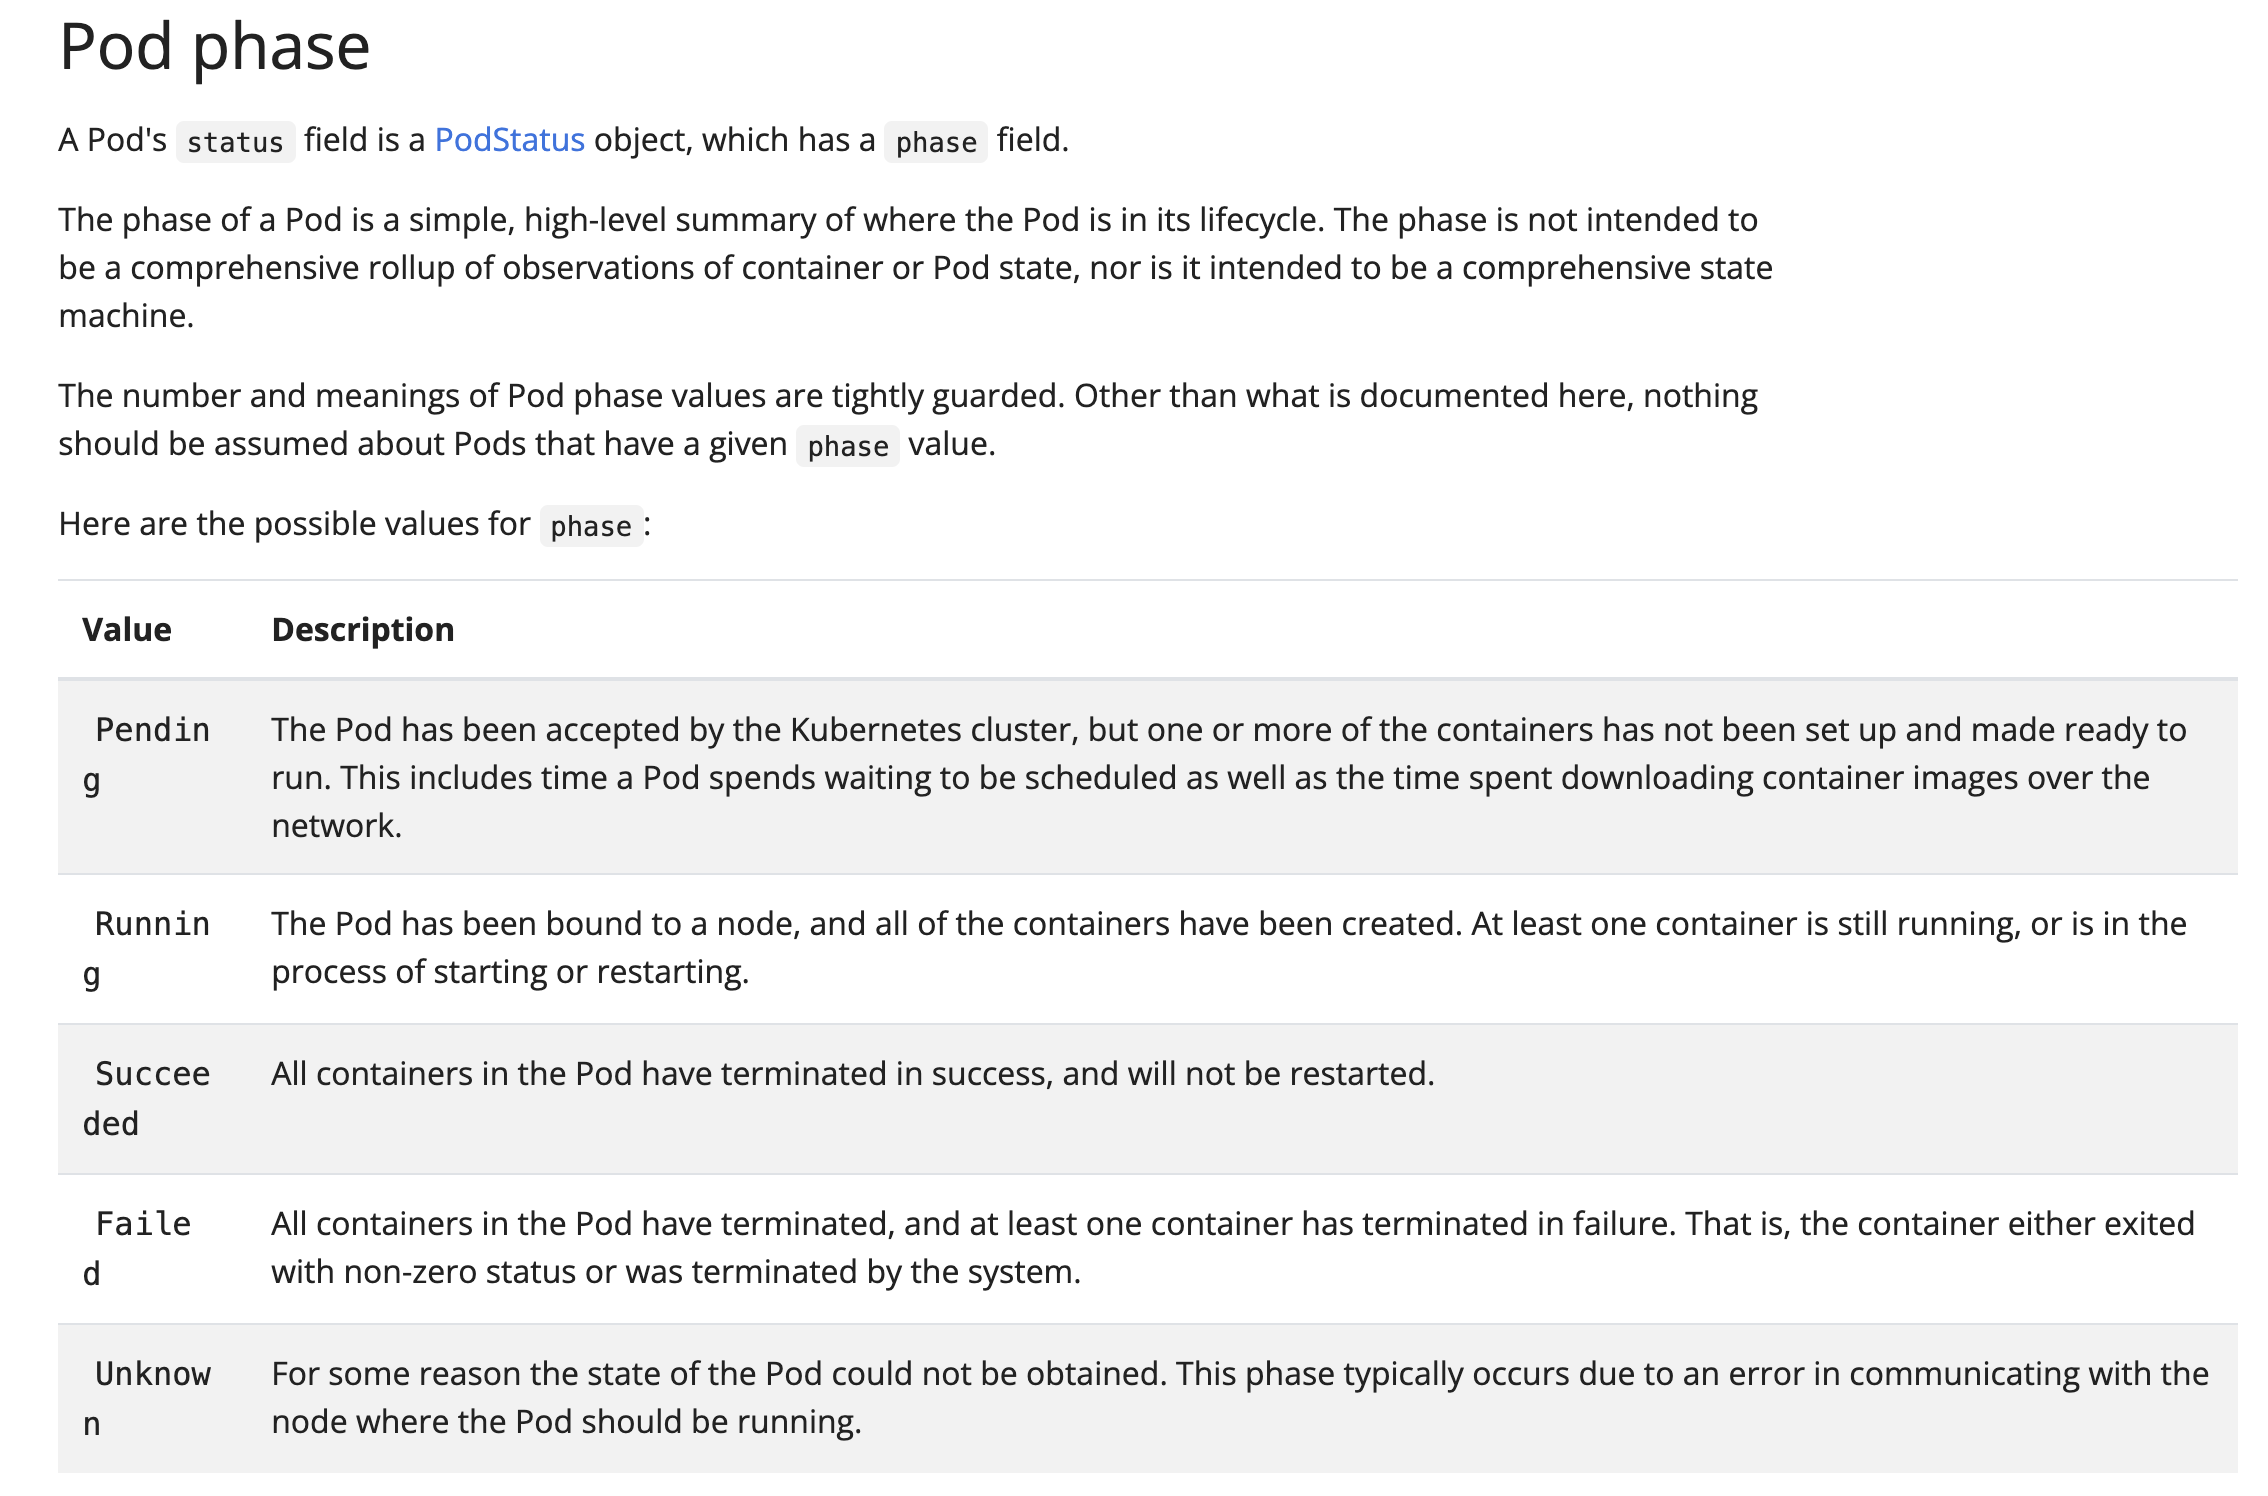 Pod phase
A Pod's status field is a PodStatus object, which has a phase field.
The phase of a Pod is a simple, high-level summary of where the Pod is in its lifecycle. The phase is not intended to
be a comprehensive rollup of observations of container or Pod state, nor is it intended to be a comprehensive state
machine.
The number and meanings of Pod phase values are tightly guarded. Other than what is documented here, nothing
should be assumed about Pods that have a given phase value.
Here are the possible values for phase:
Value Description
Pendin The Pod has been accepted by the Kubernetes cluster, but one or more of the containers has not been set up and made ready to
g run. This includes time a Pod spends waiting to be scheduled as well as the time spent downloading container images over the
network.
Runnin The Pod has been bound to a node, and all of the containers have been created. At least one container is still running, or is in the
g process of starting or restarting.
Succee All containers in the Pod have terminated in success, and will not be restarted.
ded
Faile All containers in the Pod have terminated, and at least one container has terminated in failure. That is, the container either exited
d with non-zero status or was terminated by the system.
Unknow For some reason the state of the Pod could not be obtained. This phase typically occurs due to an error in communicating with the
n node where the Pod should be running.